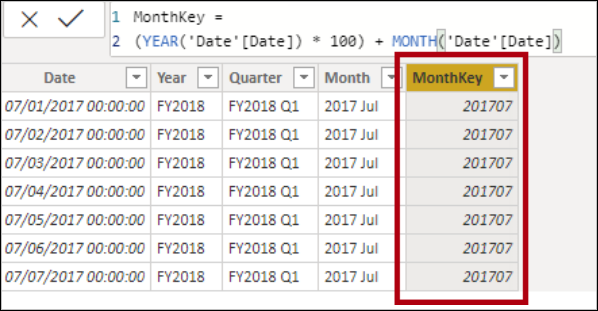 1 MonthKey =
2 (YEAR('Date'[Date]) * 100) + MONTH('Date'[Date])
Date Year Quarter Month MonthKey
07/01/2017 00:00:00 FY2018 FY2018 Q1 2017 Jul 201707
07/02/2017 00:00:00 FY2018 FY2018 Q1 2017 Jul 201707
07/03/2017 00:00:00 FY2018 FY2018 Q1 2017 Jul 201707
07/04/2017 00:00:00 FY2018 FY2018 Q1 2017 Jul 201707
07/05/2017 00:00:00 FY2018 FY2018 Q1 2017 Jul 201707
07/06/2017 00:00:00 FY2018 FY2018 Q1 2017 Jul 201707
07/07/2017 00:00:00 FY2018 FY2018 Q1 2017 Jul 201707